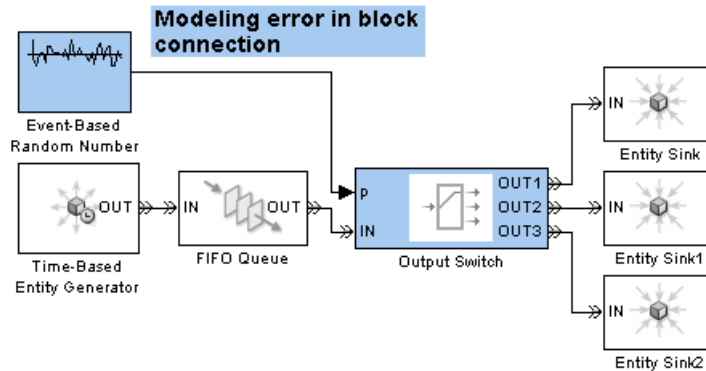 Modeling error in block
connection
Event-Based
Random Number
OUT
Time-Based
Entity Generator
IN
OUT
FIFO Queue
p
IN
OUT1
OUT2
OUT3
Output Switch
IN
Entity Sink
IN
Entity Sink1
IN
Entity Sink2